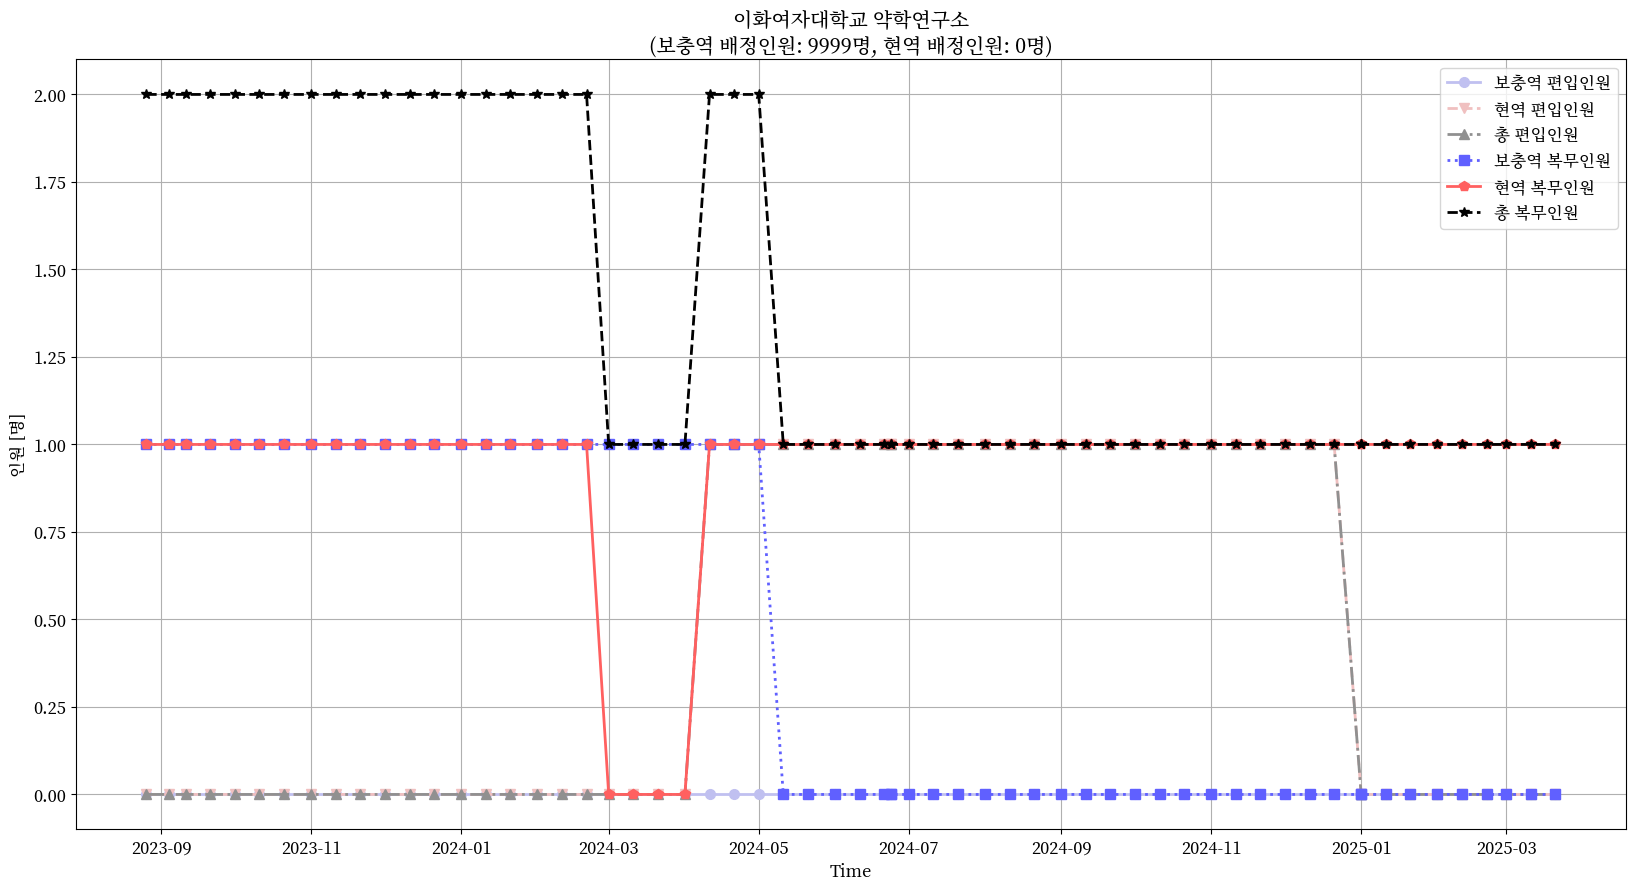 이화여자대학교 약학연구소
(보충역 배정인원: 9999명, 현역 배정인원: 0명)
보충역 편입인원
현역 편입인원
총 편입인원
보충역 복무인원
현역 복무인원
총 복무인원
2.00
1.75
1.50
1.25
1.00
0.75
0.50
0.25
0.00
인원 [명]
2023-09
2023-11
2024-01
2024-03
2024-05
2024-07
2024-09
2024-11
2025-01
2025-03
Time